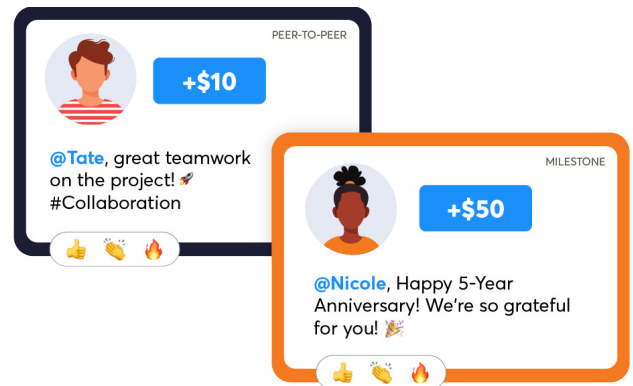 PEER-TO-PEER
+$10
@Tate, great teamwork
on the project! 🚀
#Collaboration
👍 👏 🔥
MILESTONE
+$50
@Nicole, Happy 5-Year
Anniversary! We're so grateful
for you! 🎉
👍 👏 🔥